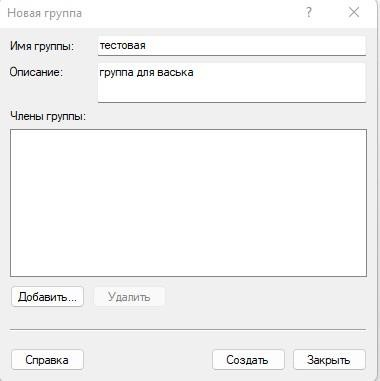 Новая группа
?
Имя группы: тестовая
Описание: группа для васька
Члены группы:
Добавить... Удалить
Справка Создать Закрыть